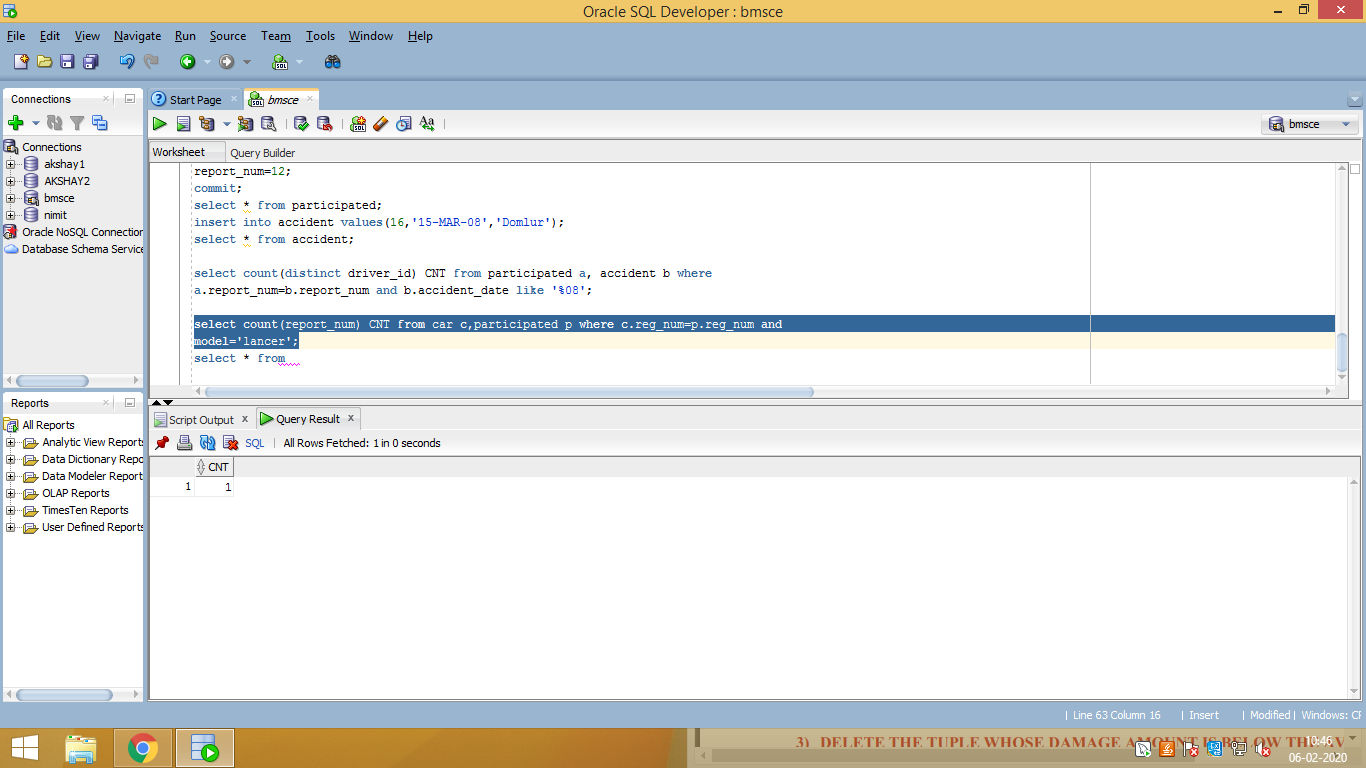 Oracle SQL Developer : bmsce
File Edit View Navigate Run Source Team Tools Window Help
Connections
Connections
akshay1
AKSHAY2
bmsce
nimit
Oracle NoSQL Connection
Database Schema Service
Reports
All Reports
Analytic View Reports
Data Dictionary Repo
Data Modeler Report
OLAP Reports
TimesTen Reports
User Defined Reports
Start Page
bmsce
bmsce
Worksheet Query Builder
report_num=12;
commit;
select * from participated;
insert into accident values(16,'15-MAR-08','Domlur');
select * from accident;
select count(distinct driver_id) CNT from participated a, accident b where
a.report_num=b.report_num and b.accident_date like '%08';
select count(report_num) CNT from car c,participated p where c.reg_num=p.reg_num and
model='lancer';
select * from
Script Output x Query Result x
SQL | All Rows Fetched: 1 in 0 seconds
CNT
1 1
| Line 63 Column 16 | Insert | Modified | Windows: CF
3) DELETE THE TUPLE WHOSE DAMAGE AMOUNT IS BELOW THE AV
10:46
06-02-2020